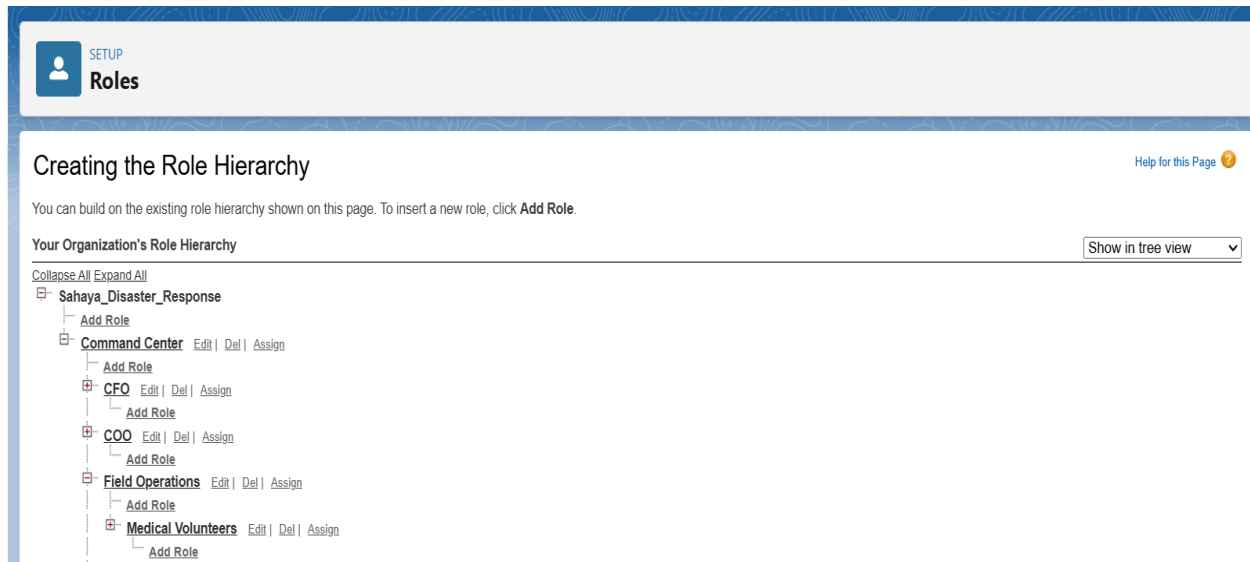 SETUP
Roles
Creating the Role Hierarchy
Help for this Page ?
You can build on the existing role hierarchy shown on this page. To insert a new role, click Add Role.
Your Organization's Role Hierarchy
Show in tree view
Collapse All Expand All
Sahaya_Disaster_Response
Add Role
Command Center Edit | Del | Assign
Add Role
CFO Edit | Del | Assign
Add Role
COO Edit | Del | Assign
Add Role
Field Operations Edit | Del | Assign
Add Role
Medical Volunteers Edit | Del | Assign
Add Role